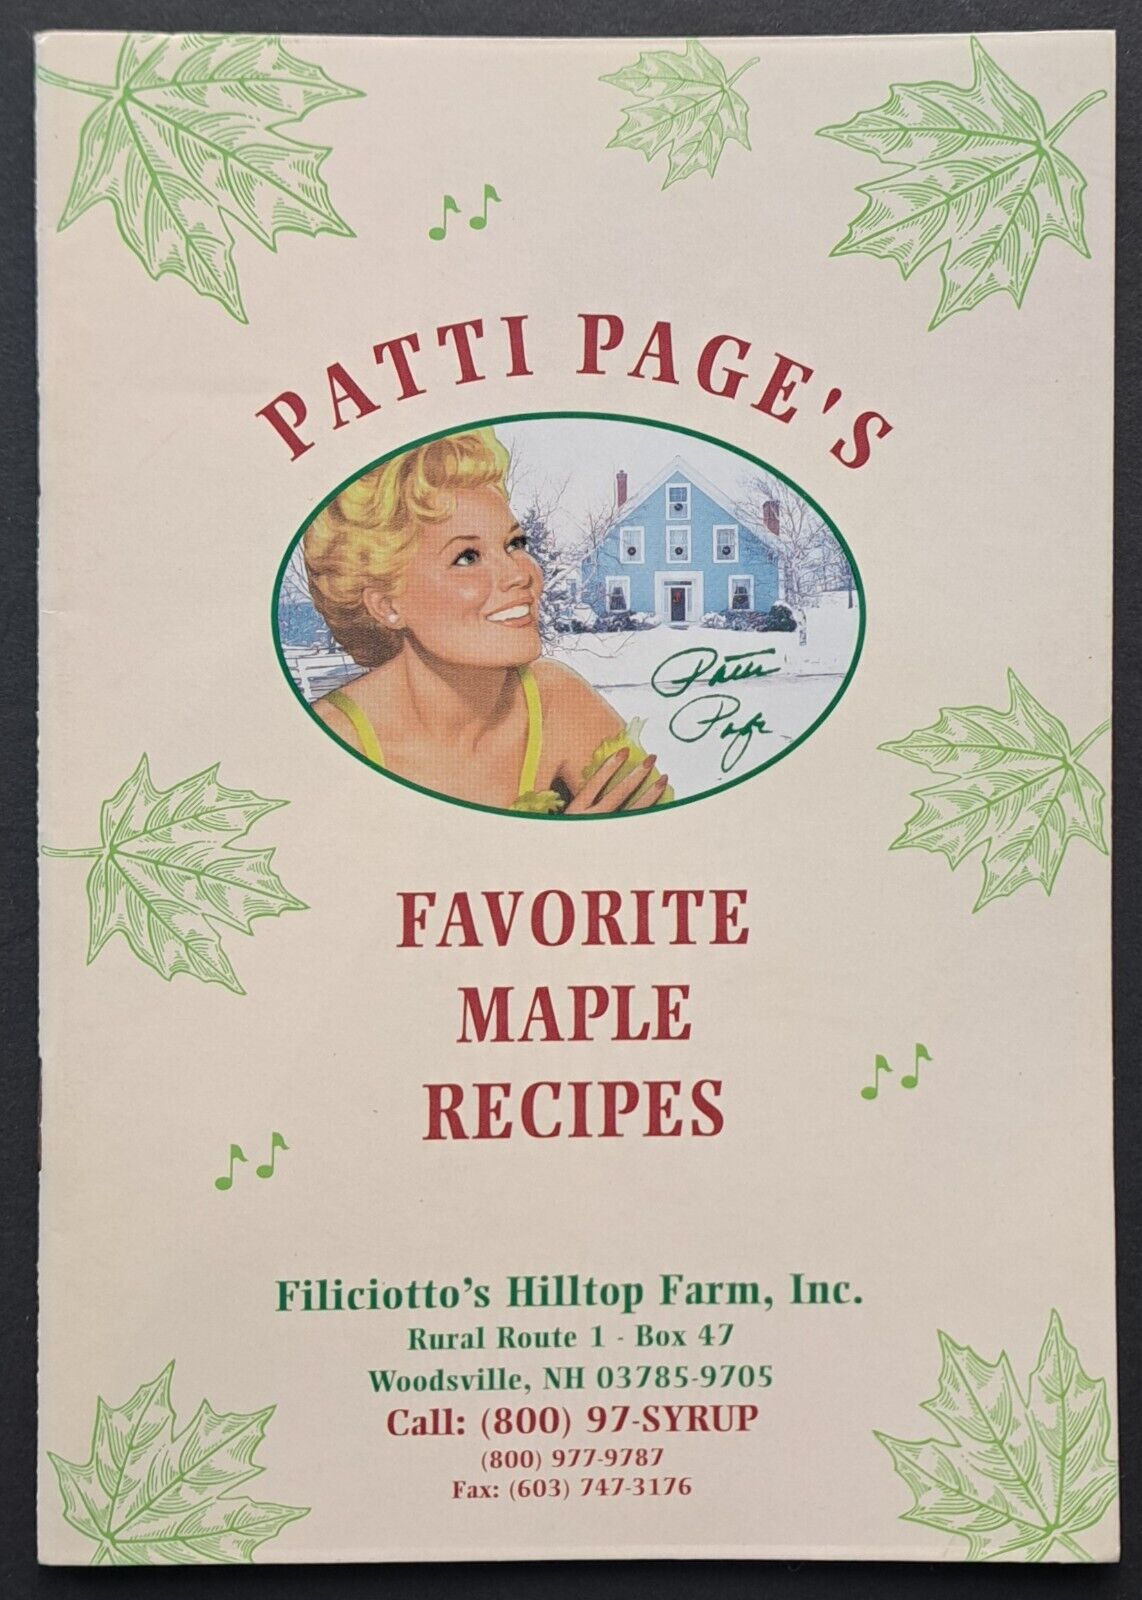 PATTI PAGE'S
Patti
Page
FAVORITE
MAPLE
RECIPES
Filiciotto's Hilltop Farm, Inc.
Rural Route 1 - Box 47
Woodsville, NH 03785-9705
Call: (800) 97-SYRUP
(800) 977-9787
Fax: (603) 747-3176